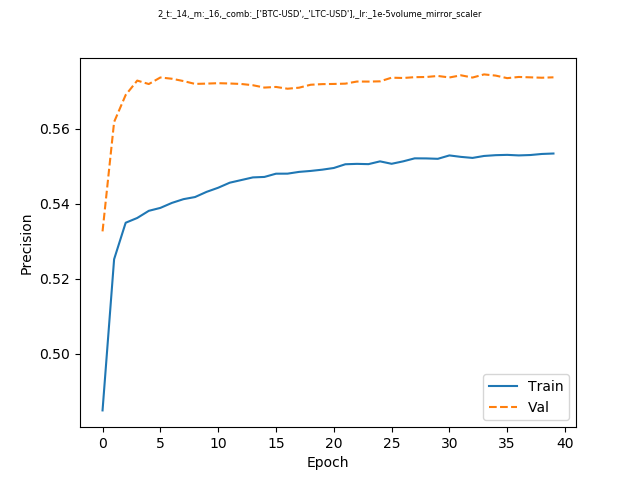 2_t:_14,_m:_16,_comb:_['BTC-USD',_'LTC-USD'],_lr:_1e-5volume_mirror_scaler
Precision
0.56
0.54
0.52
0.50
Train
Val
0 5 10 15 20 25 30 35 40
Epoch